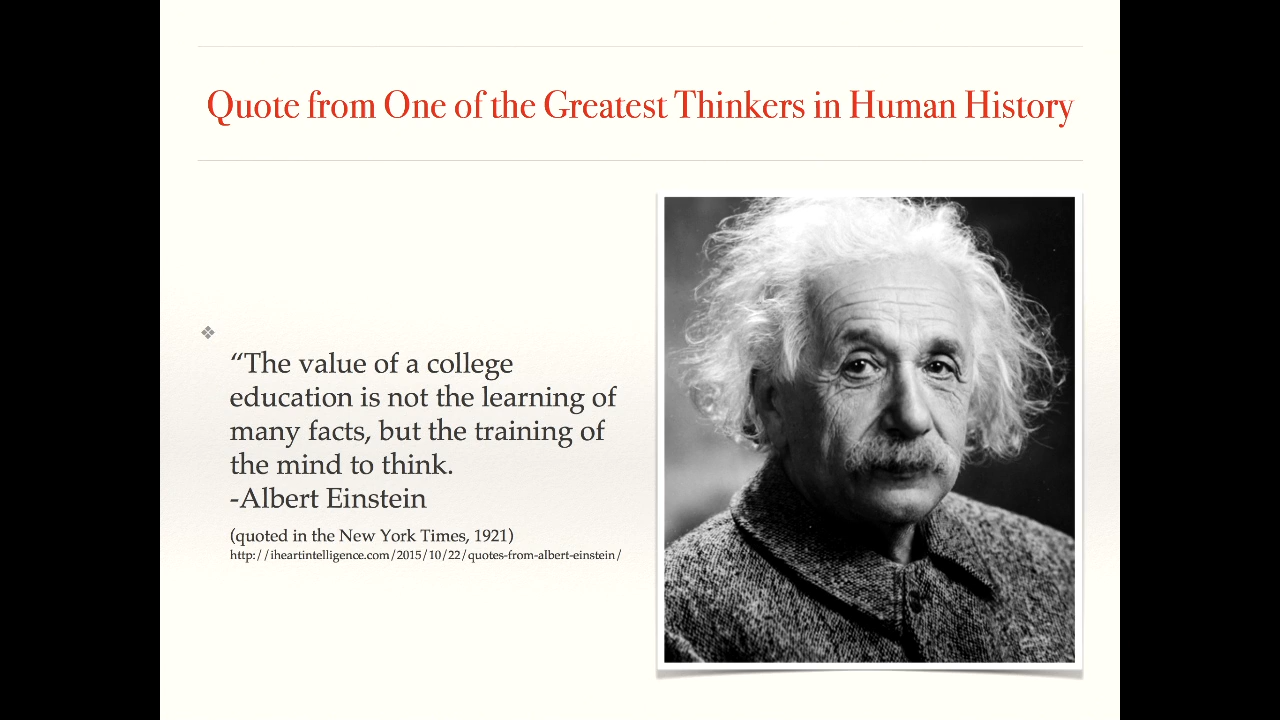 Quote from One of the Greatest Thinkers in Human History
“The value of a college
education is not the learning of
many facts, but the training of
the mind to think.
-Albert Einstein
(quoted in the New York Times, 1921)
http://iheartintelligence.com/2015/10/22/quotes-from-albert-einstein/